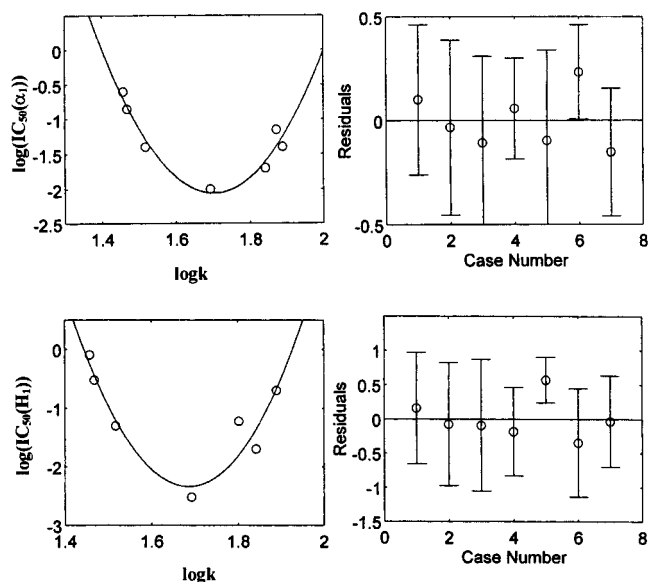 0
-0.5
-1
-1.5
-2
-2.5
log(IC50(α1))
1.4 1.6 1.8 2
logk
0.5
0
-0.5
Residuals
0 2 4 6 8
Case Number
0
-1
-2
-3
log(IC50(H1))
1.4 1.6 1.8 2
logk
1
0.5
0
-0.5
-1
-1.5
Residuals
0 2 4 6 8
Case Number